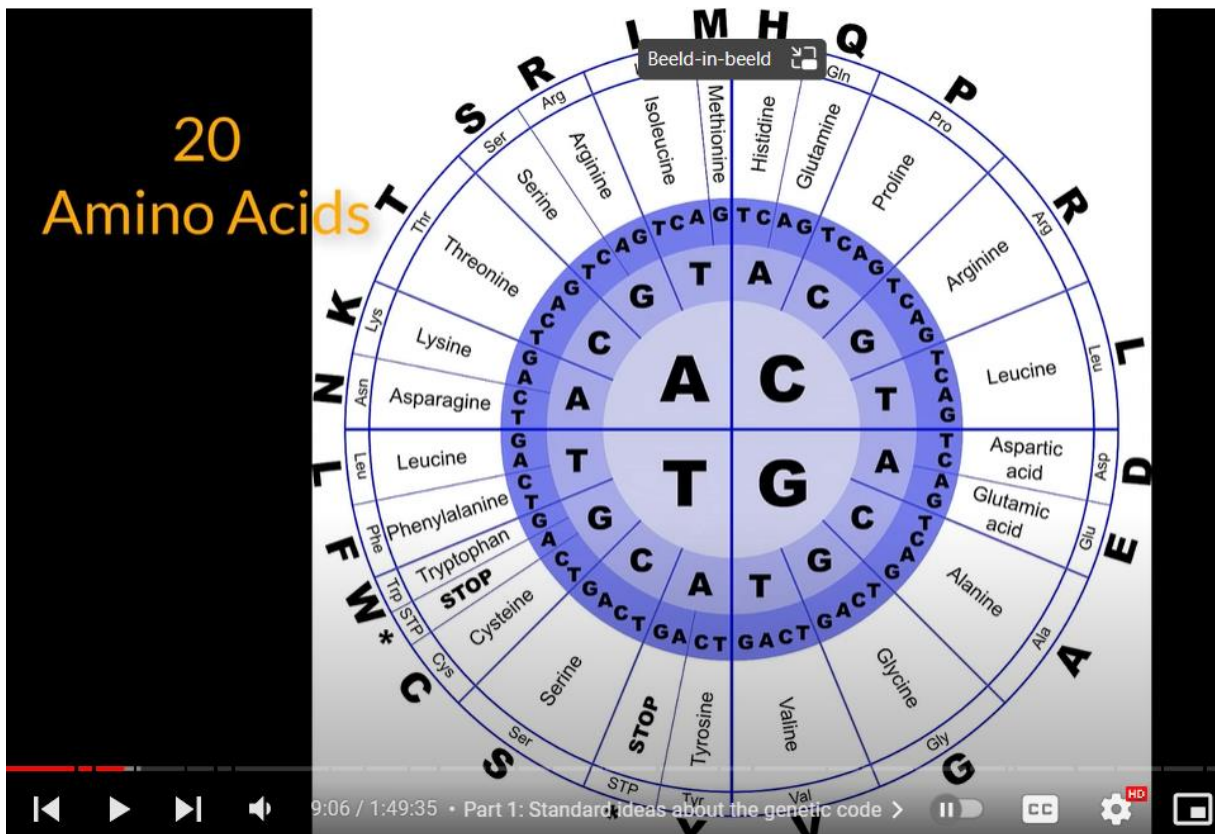 20
Amino Acids
Beeld-in-beeld
I M H Q P R L D E A G S C * W F L N K T S R
Gln Pro Arg Leu Asp Glu Ala Gly Val Tyr STP Ser Cys STP Trp Phe Leu Asn Lys Thr Ser Arg
Isoleucine
Methionine
Histidine
Glutamine
Proline
Arginine
Leucine
Aspartic
acid
Glutamic
acid
Alanine
Glycine
Valine
Tyrosine
STOP
Serine
Cysteine
STOP
Tryptophan
Phenylalanine
Leucine
Asparagine
Lysine
Threonine
Serine
Arginine
T C A G T C A G T C A G T C A G
T C A G T C A G T C A G T C A G
T C A G T C A G T C A G T C A G
T C A G T C A G T C A G T C A G
A C G T
A C G T
A C G T
A C G T
A C
T G
9:06 / 1:49:35 • Part 1: Standard ideas about the genetic code
CC
HD